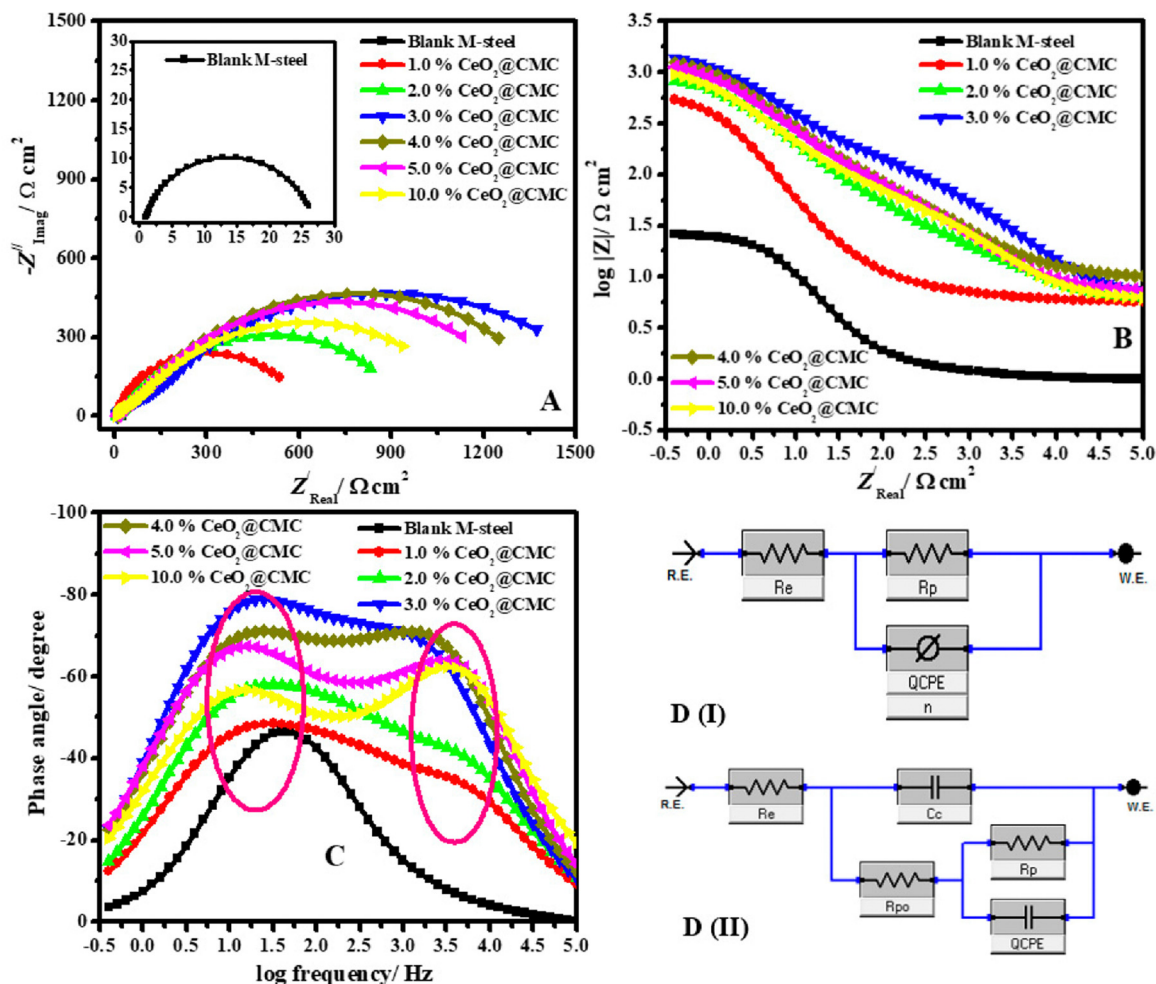 1500
1200
900
600
300
0
-Z//Imag/ Ω cm2
30
25
20
15
10
5
0
Blank M-steel
0 5 10 15 20 25 30
Blank M-steel
1.0 % CeO2@CMC
2.0 % CeO2@CMC
3.0 % CeO2@CMC
4.0 % CeO2@CMC
5.0 % CeO2@CMC
10.0 % CeO2@CMC
A
0 300 600 900 1200 1500
Z/Real/ Ω cm2
3.5
3.0
2.5
2.0
1.5
1.0
0.5
0.0
-0.5
log |Z|/ Ω cm2
Blank M-steel
1.0 % CeO2@CMC
2.0 % CeO2@CMC
3.0 % CeO2@CMC
4.0 % CeO2@CMC
5.0 % CeO2@CMC
10.0 % CeO2@CMC
B
-0.5 0.0 0.5 1.0 1.5 2.0 2.5 3.0 3.5 4.0 4.5 5.0
Z/Real/ Ω cm2
-100
-80
-60
-40
-20
0
Phase angle/ degree
4.0 % CeO2@CMC
5.0 % CeO2@CMC
10.0 % CeO2@CMC
Blank M-steel
1.0 % CeO2@CMC
2.0 % CeO2@CMC
3.0 % CeO2@CMC
C
-0.5 0.0 0.5 1.0 1.5 2.0 2.5 3.0 3.5 4.0 4.5 5.0
log frequency/ Hz
R.E.
Re
Rp
W.E.
QCPE
n
D (I)
R.E.
Re
Cc
W.E.
Rpo
Rp
QCPE
D (II)